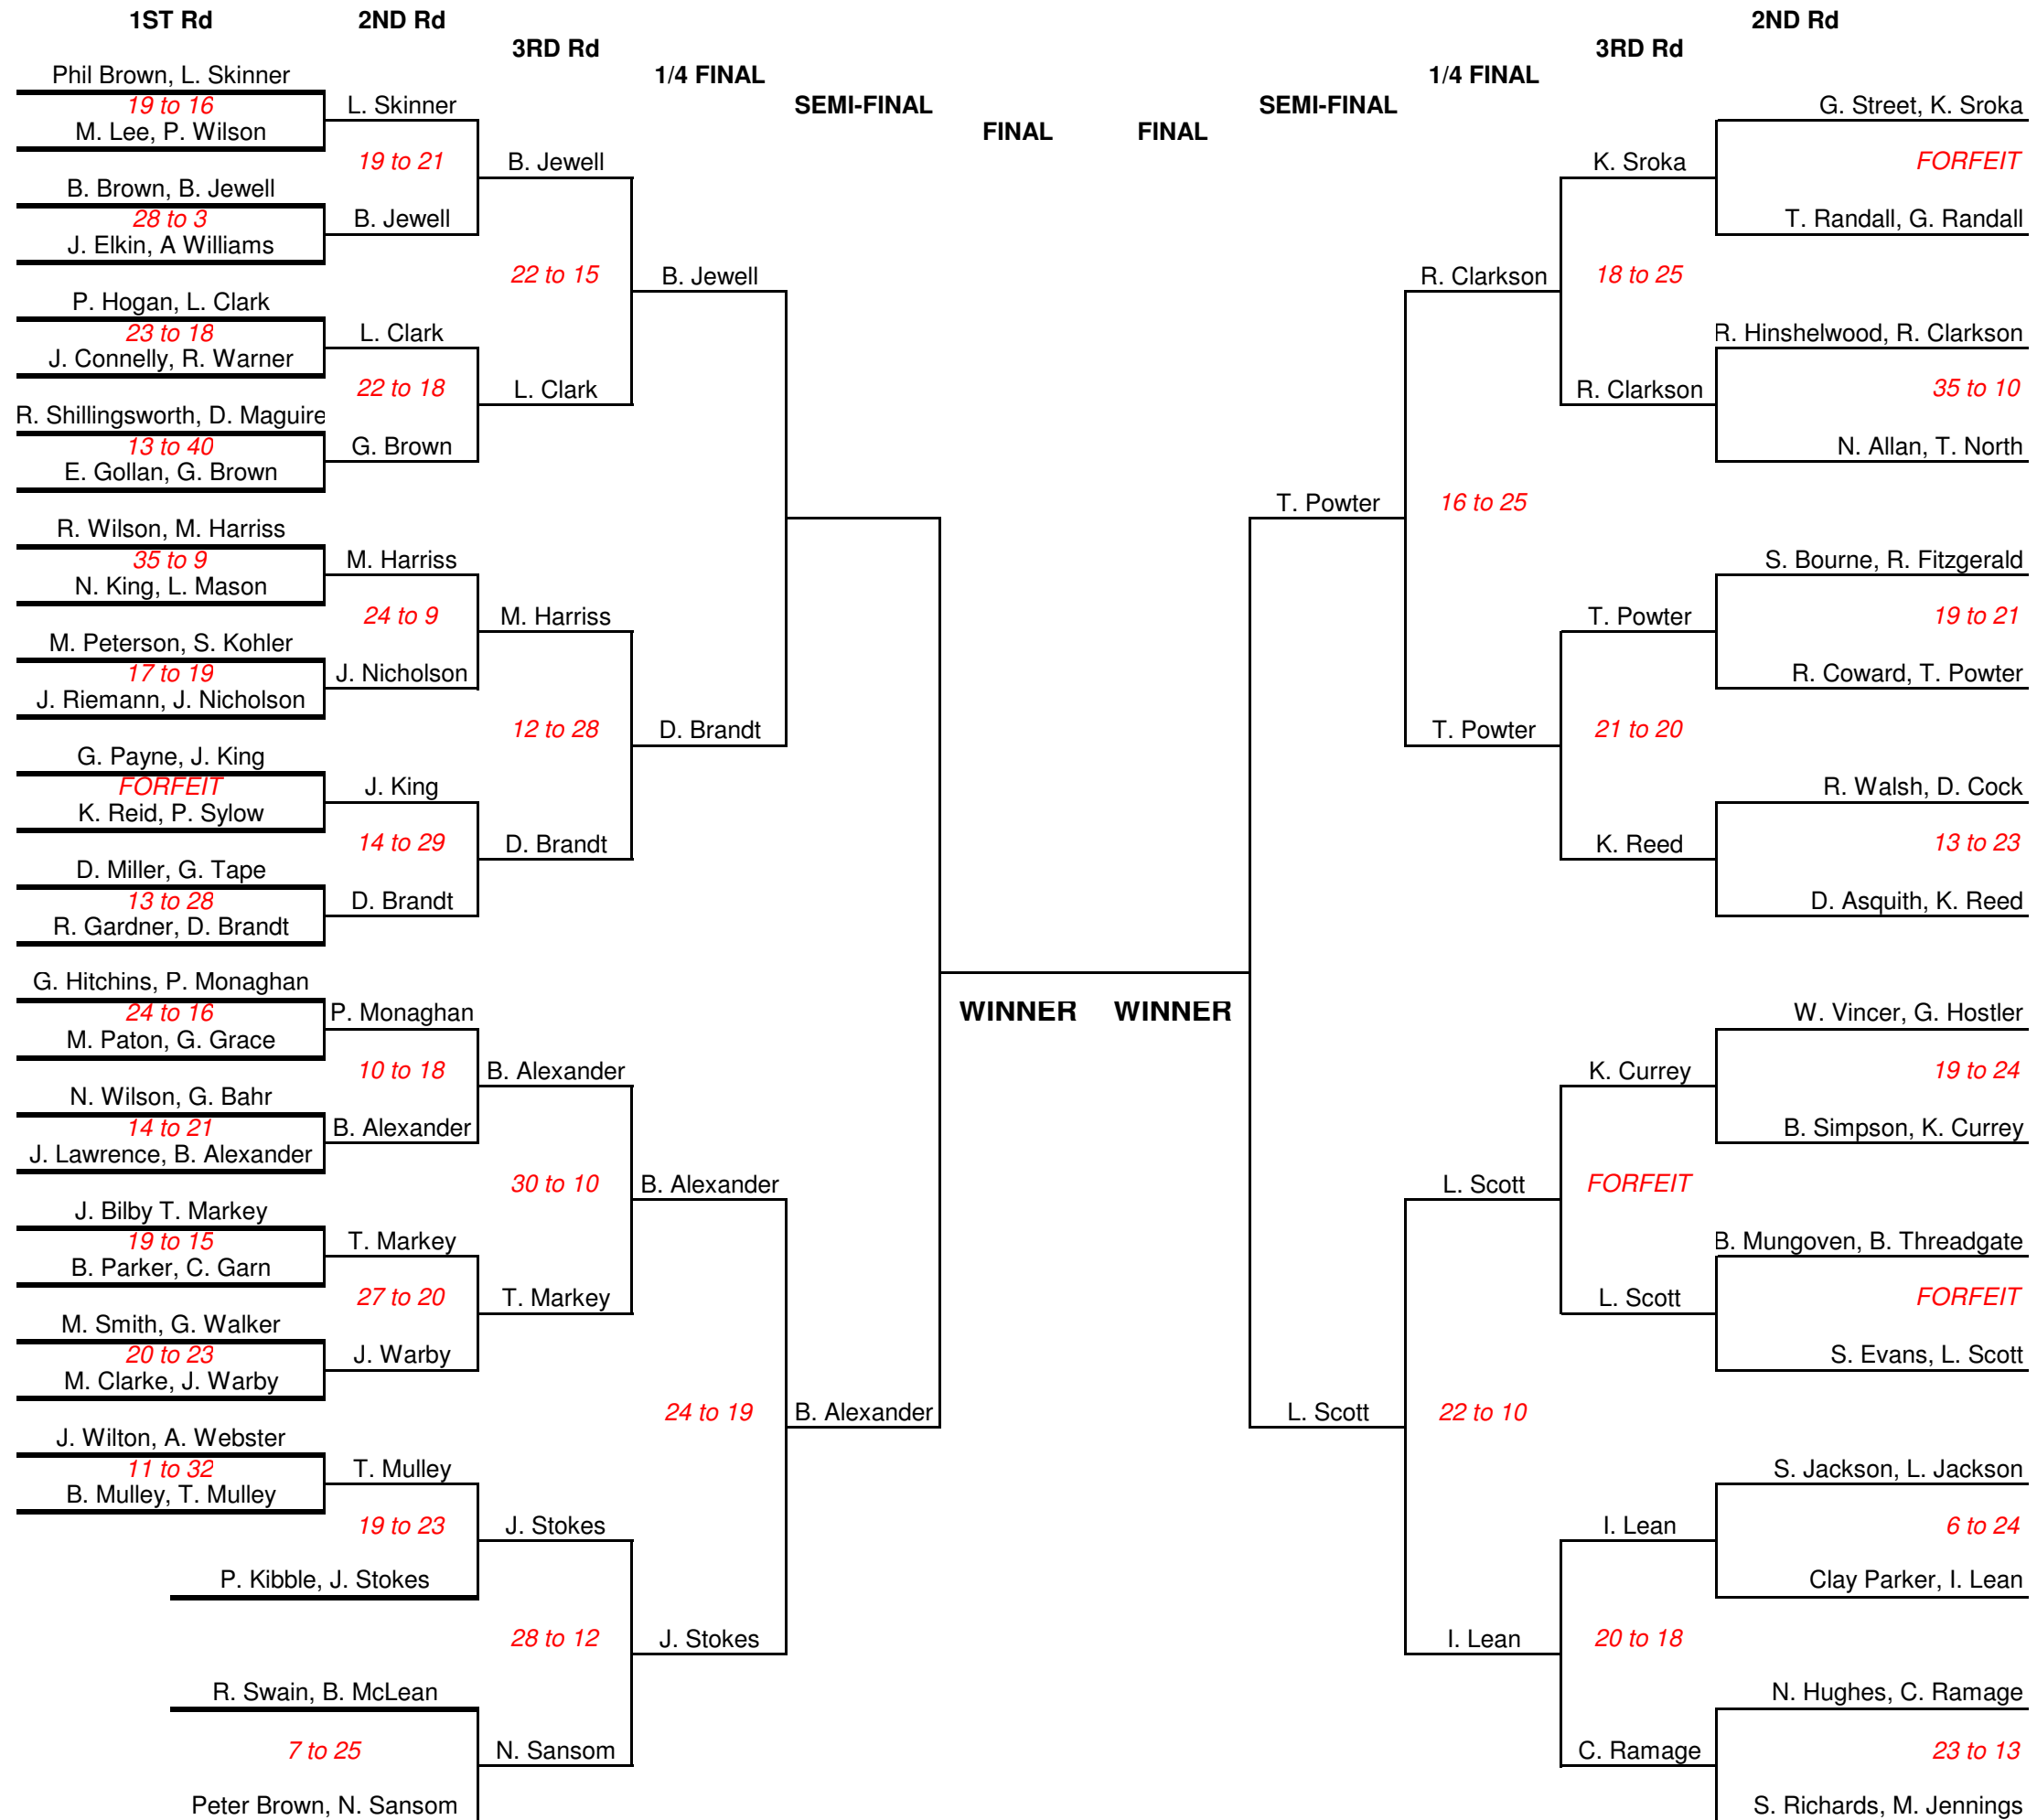 1ST Rd 2ND Rd 2ND Rd
3RD Rd 3RD Rd
1/4 FINAL 1/4 FINAL
Phil Brown, L. Skinner
19 to 16 L. Skinner SEMI-FINAL SEMI-FINAL G. Street, K. Sroka
M. Lee, P. Wilson FINAL FINAL
19 to 21 B. Jewell K. Sroka FORFEIT
B. Brown, B. Jewell
28 to 3 B. Jewell T. Randall, G. Randall
J. Elkin, A Williams
22 to 15 B. Jewell R. Clarkson 18 to 25
P. Hogan, L. Clark
23 to 18 L. Clark R. Hinshelwood, R. Clarkson
J. Connelly, R. Warner
22 to 18 L. Clark R. Clarkson 35 to 10
R. Shillingsworth, D. Maguire
13 to 40 G. Brown N. Allan, T. North
E. Gollan, G. Brown
T. Powter 16 to 25
R. Wilson, M. Harriss
35 to 9 M. Harriss S. Bourne, R. Fitzgerald
N. King, L. Mason
24 to 9 M. Harriss T. Powter 19 to 21
M. Peterson, S. Kohler
17 to 19 J. Nicholson R. Coward, T. Powter
J. Riemann, J. Nicholson
12 to 28 D. Brandt T. Powter 21 to 20
G. Payne, J. King
FORFEIT J. King R. Walsh, D. Cock
K. Reid, P. Sylow
14 to 29 D. Brandt K. Reed 13 to 23
D. Miller, G. Tape
13 to 28 D. Brandt D. Asquith, K. Reed
R. Gardner, D. Brandt
G. Hitchins, P. Monaghan
24 to 16 P. Monaghan WINNER WINNER W. Vincer, G. Hostler
M. Paton, G. Grace
10 to 18 B. Alexander K. Currey 19 to 24
N. Wilson, G. Bahr
14 to 21 B. Alexander B. Simpson, K. Currey
J. Lawrence, B. Alexander
30 to 10 B. Alexander L. Scott FORFEIT
J. Bilby T. Markey
19 to 15 T. Markey B. Mungoven, B. Threadgate
B. Parker, C. Garn
27 to 20 T. Markey L. Scott FORFEIT
M. Smith, G. Walker
20 to 23 J. Warby S. Evans, L. Scott
M. Clarke, J. Warby
24 to 19 B. Alexander L. Scott 22 to 10
J. Wilton, A. Webster
11 to 32 T. Mulley S. Jackson, L. Jackson
B. Mulley, T. Mulley
19 to 23 J. Stokes I. Lean 6 to 24
P. Kibble, J. Stokes Clay Parker, I. Lean
28 to 12 J. Stokes I. Lean 20 to 18
R. Swain, B. McLean N. Hughes, C. Ramage
7 to 25 N. Sansom C. Ramage 23 to 13
Peter Brown, N. Sansom S. Richards, M. Jennings